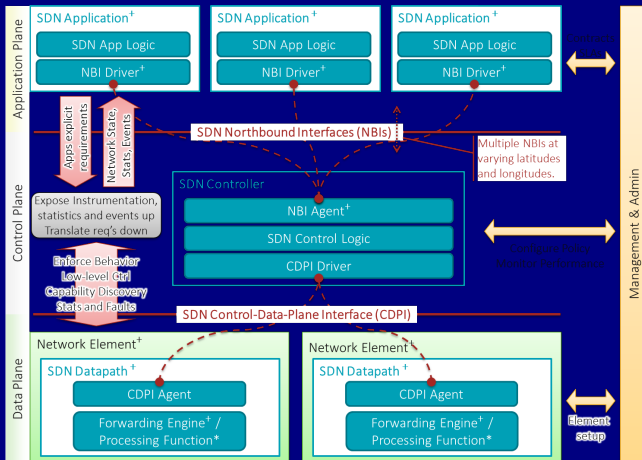 Application Plane
SDN Application+
SDN App Logic
NBI Driver+
SDN Application+
SDN App Logic
NBI Driver+
SDN Application+
SDN App Logic
NBI Driver+
Apps explicit
requirements
Network State,
Stats, Events
SDN Northbound Interfaces (NBIs)
Multiple NBIs at
varying latitudes
and longitudes.
Control Plane
Expose Instrumentation,
statistics and events up
Translate req's down
SDN Controller
NBI Agent+
SDN Control Logic
CDPI Driver
Enforce Behavior
Low-level Ctrl
Capability Discovery
Stats and Faults
SDN Control-Data-Plane Interface (CDPI)
Management & Admin
Data Plane
Network Element+
SDN Datapath+
CDPI Agent
Forwarding Engine+ /
Processing Function*
Network Element+
SDN Datapath+
CDPI Agent
Forwarding Engine+ /
Processing Function*
Element
setup